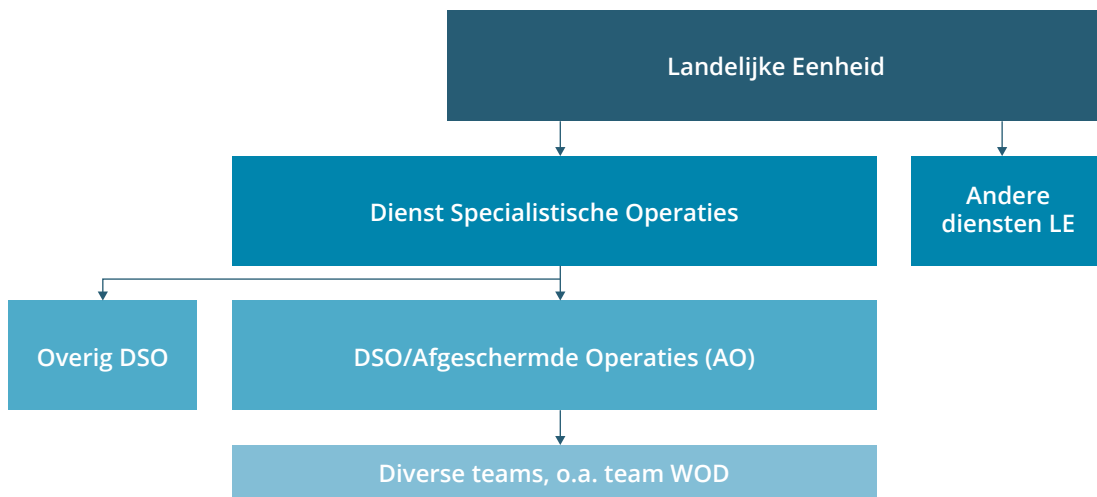 Landelijke Eenheid
Dienst Specialistische Operaties
Andere
diensten LE
Overig DSO
DSO/Afgeschermde Operaties (AO)
Diverse teams, o.a. team WOD